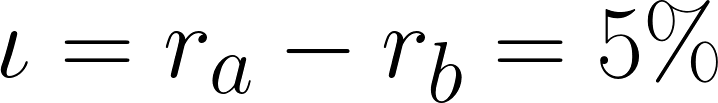 ι = r_a − r_b = 5%